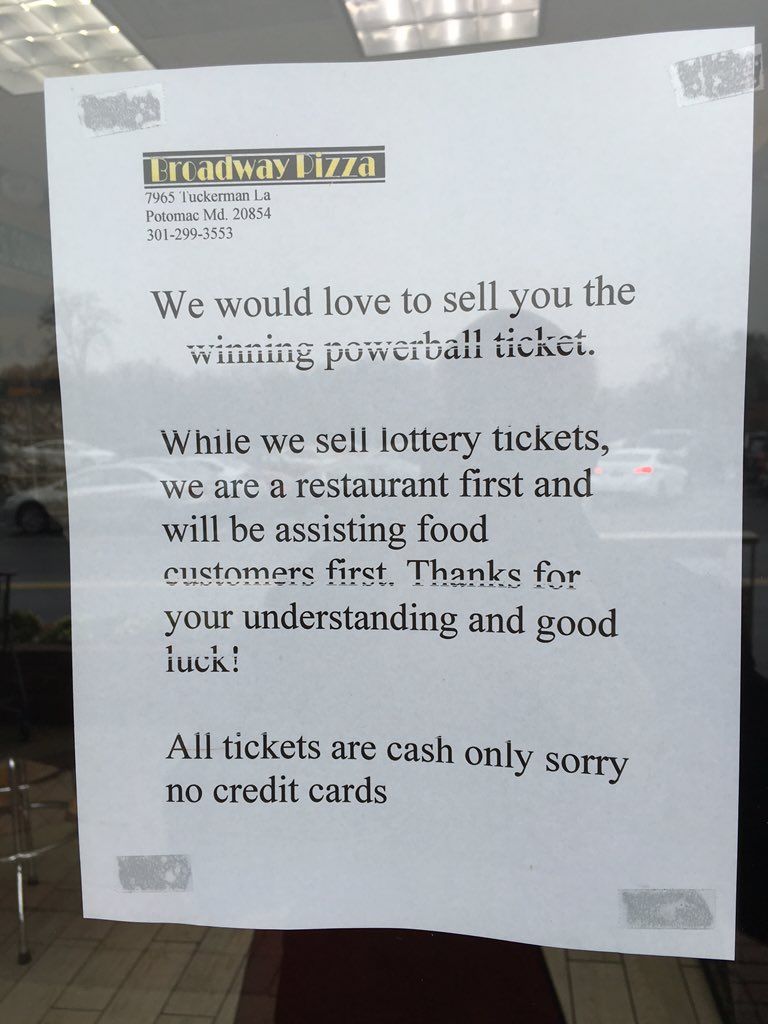 Broadway Pizza
7965 Tuckerman La
Potomac Md. 20854
301-299-3553
We would love to sell you the
winning powerball ticket.
While we sell lottery tickets,
we are a restaurant first and
will be assisting food
customers first. Thanks for
your understanding and good
luck!
All tickets are cash only sorry
no credit cards